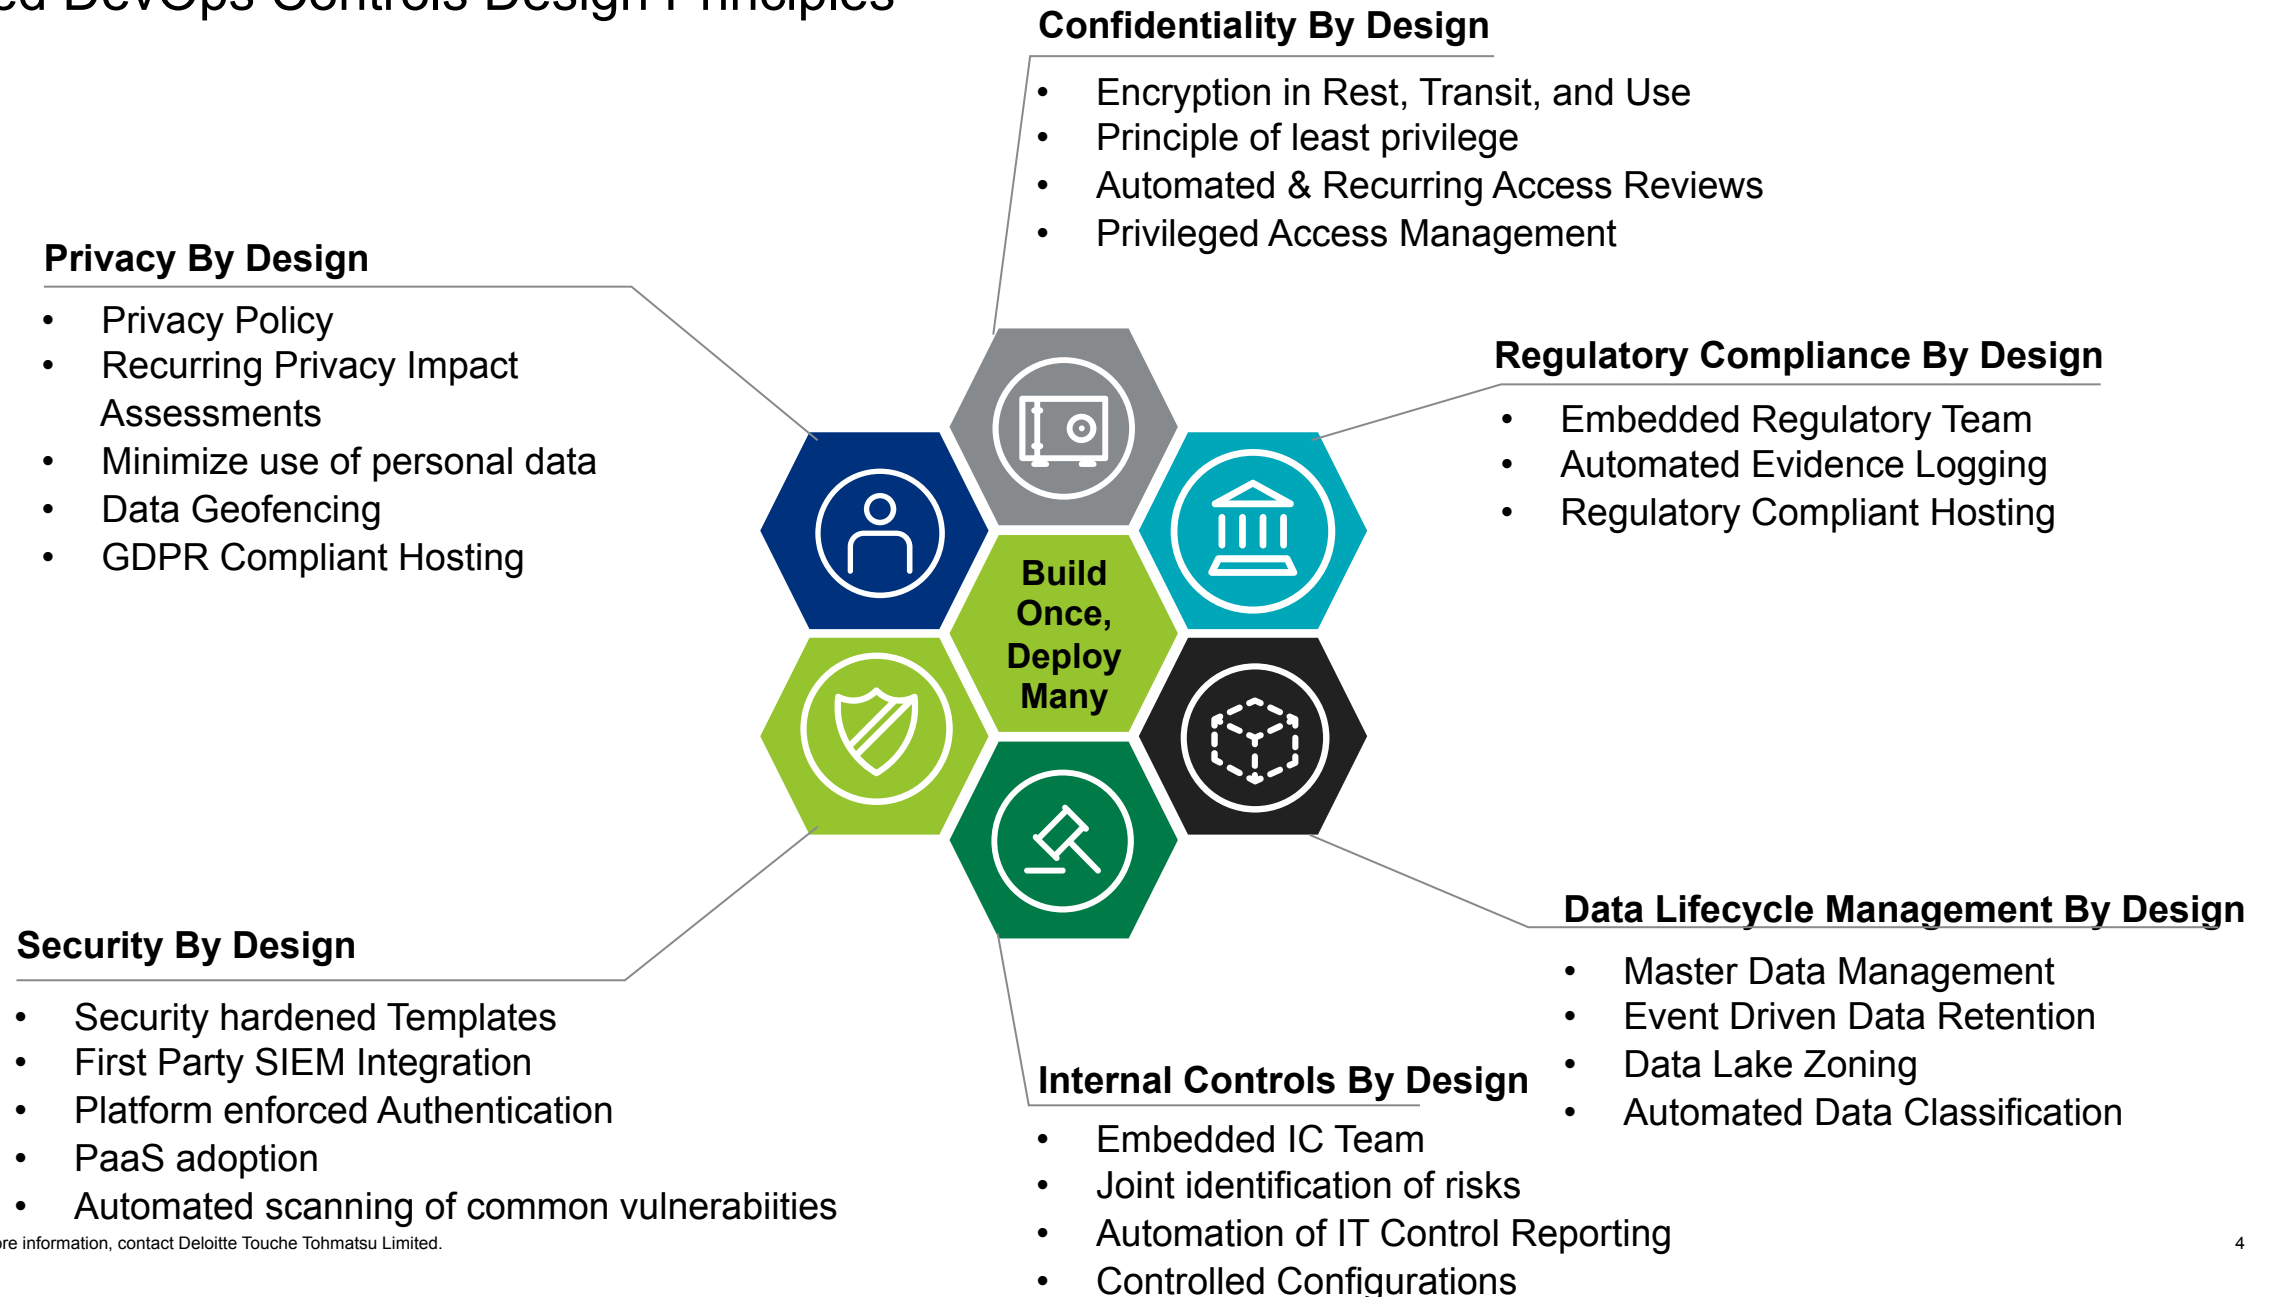 DevOps Controls Design Principles
Confidentiality By Design
• Encryption in Rest, Transit, and Use
• Principle of least privilege
• Automated & Recurring Access Reviews
• Privileged Access Management
Privacy By Design
• Privacy Policy
• Recurring Privacy Impact
Assessments
• Minimize use of personal data
• Data Geofencing
• GDPR Compliant Hosting
Regulatory Compliance By Design
• Embedded Regulatory Team
• Automated Evidence Logging
• Regulatory Compliant Hosting
Build
Once,
Deploy
Many
Security By Design
• Security hardened Templates
• First Party SIEM Integration
• Platform enforced Authentication
• PaaS adoption
• Automated scanning of common vulnerabiities
Data Lifecycle Management By Design
• Master Data Management
• Event Driven Data Retention
• Data Lake Zoning
• Automated Data Classification
Internal Controls By Design
• Embedded IC Team
• Joint identification of risks
• Automation of IT Control Reporting
• Controlled Configurations
information, contact Deloitte Touche Tohmatsu Limited.
4